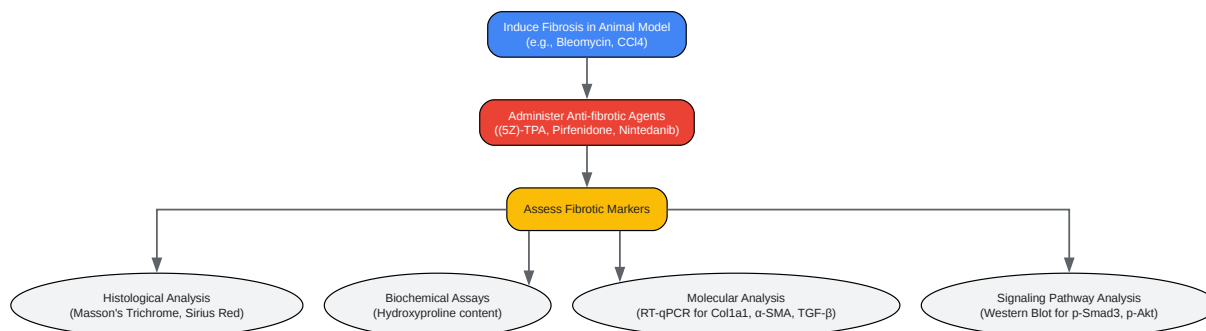 Induce Fibrosis in Animal Model
(e.g., Bleomycin, CCl4)
Administer Anti-fibrotic Agents
((5Z)-TPA, Pirfenidone, Nintedanib)
Assess Fibrotic Markers
Histological Analysis
(Masson's Trichrome, Sirius Red)
Biochemical Assays
(Hydroxyproline content)
Molecular Analysis
(RT-qPCR for Col1a1, α-SMA, TGF-β)
Signaling Pathway Analysis
(Western Blot for p-Smad3, p-Akt)